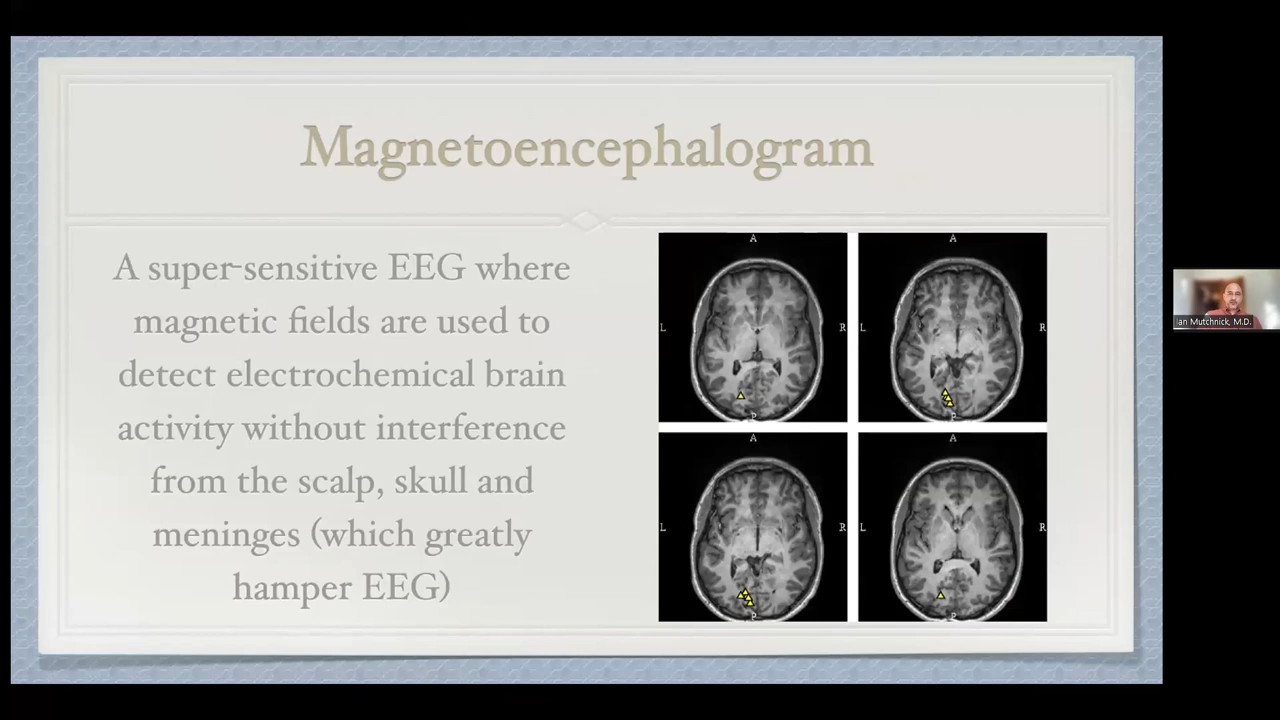 Magnetoencephalogram
A super-sensitive EEG where
magnetic fields are used to
detect electrochemical brain
activity without interference
from the scalp, skull and
meninges (which greatly
hamper EEG)
A
L
R
P
A
L
R
P
A
L
R
P
A
L
R
Ian Mutchnick, M.D.